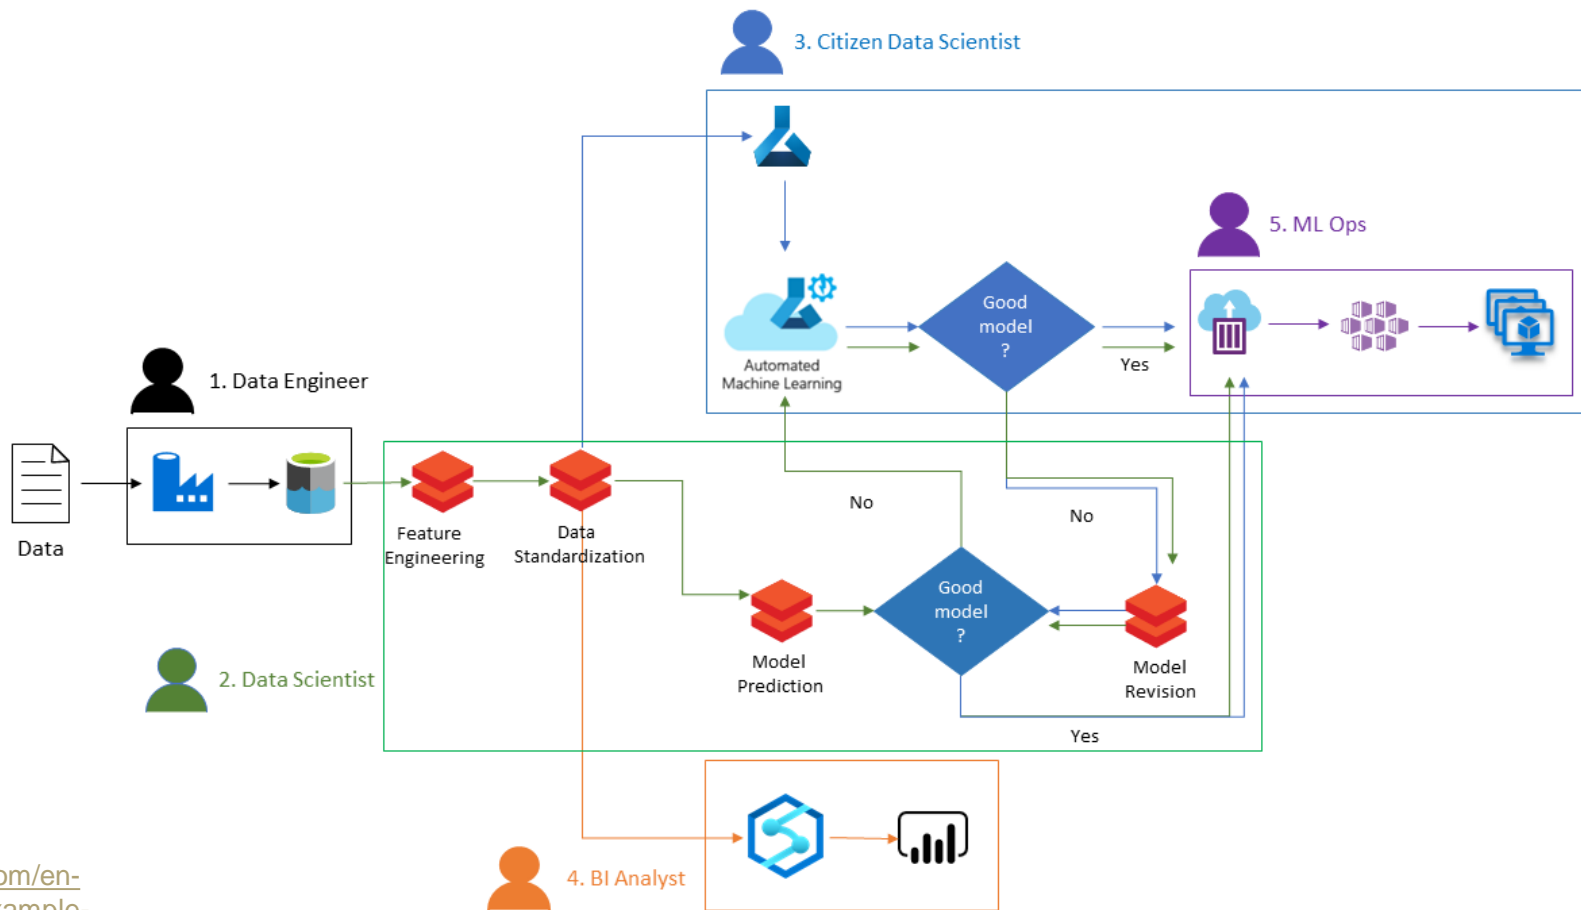 3. Citizen Data Scientist
5. ML Ops
Good
model
?
Yes
Automated
Machine Learning
1. Data Engineer
Data
Feature
Engineering
Data
Standardization
No
No
Good
model
?
Model
Prediction
Model
Revision
2. Data Scientist
Yes
4. BI Analyst
om/en-